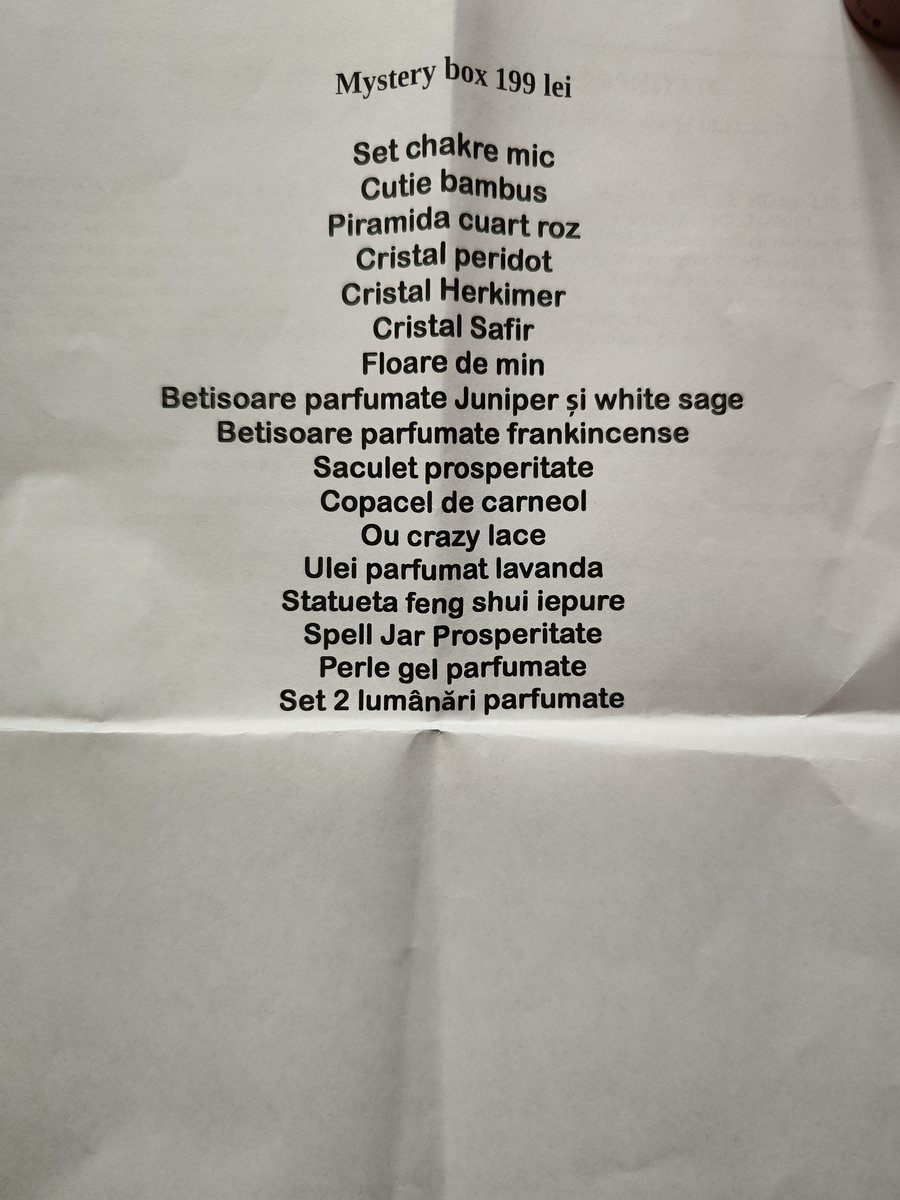 Mystery box 199 lei
Set chakre mic
Cutie bambus
Piramida cuart roz
Cristal peridot
Cristal Herkimer
Cristal Safir
Floare de min
Betisoare parfumate Juniper și white sage
Betisoare parfumate frankincense
Saculet prosperitate
Copacel de carneol
Ou crazy lace
Ulei parfumat lavanda
Statueta feng shui iepure
Spell Jar Prosperitate
Perle gel parfumate
Set 2 lumânări parfumate